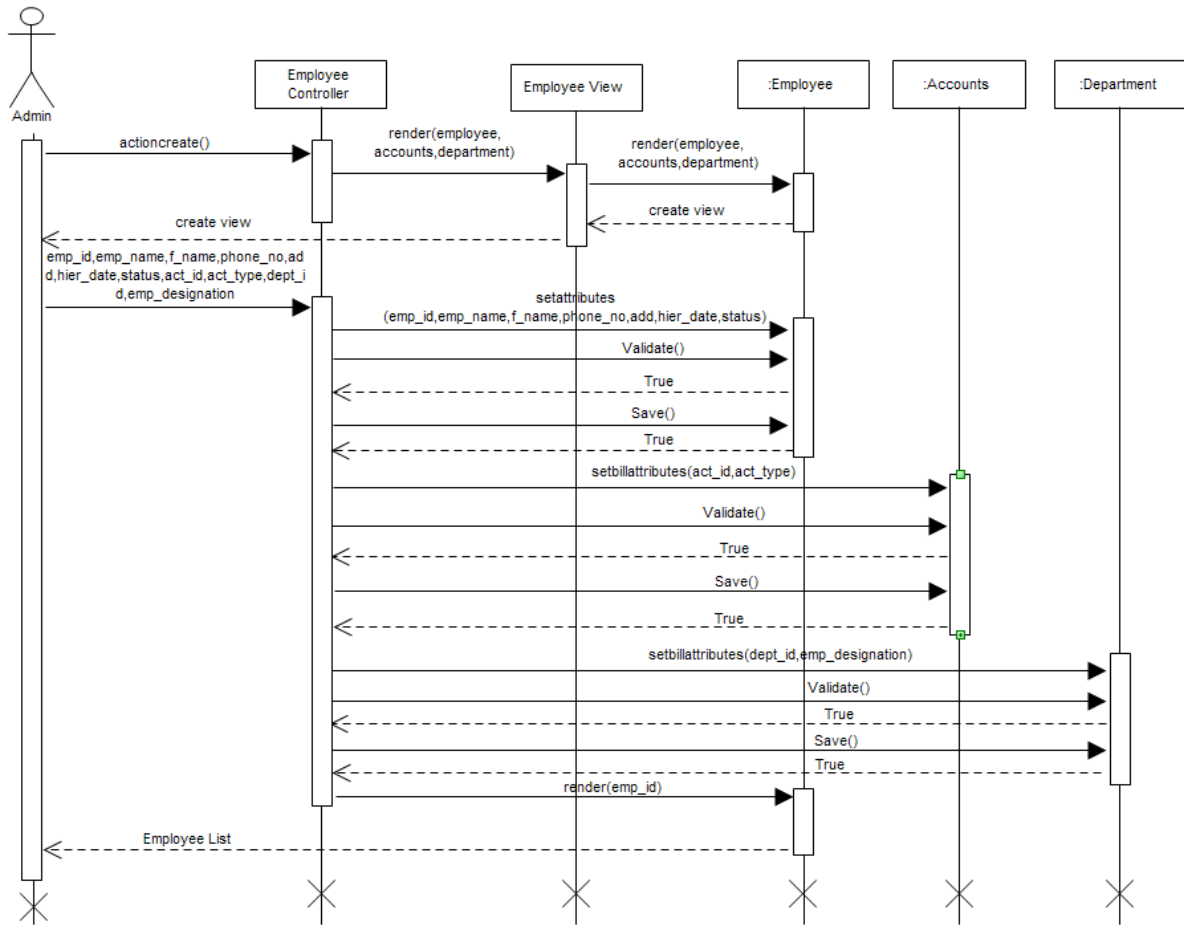 Admin
Employee
Controller
Employee View
:Employee
:Accounts
:Department
actioncreate()
render(employee,
accounts,department)
render(employee,
accounts,department)
create view
create view
emp_id,emp_name,f_name,phone_no,ad
d,hier_date,status,act_id,act_type,dept_i
d,emp_designation
setattributes
(emp_id,emp_name,f_name,phone_no,add,hier_date,status)
Validate()
True
Save()
True
setbillattributes(act_id,act_type)
Validate()
True
Save()
True
setbillattributes(dept_id,emp_designation)
Validate()
True
Save()
True
render(emp_id)
Employee List